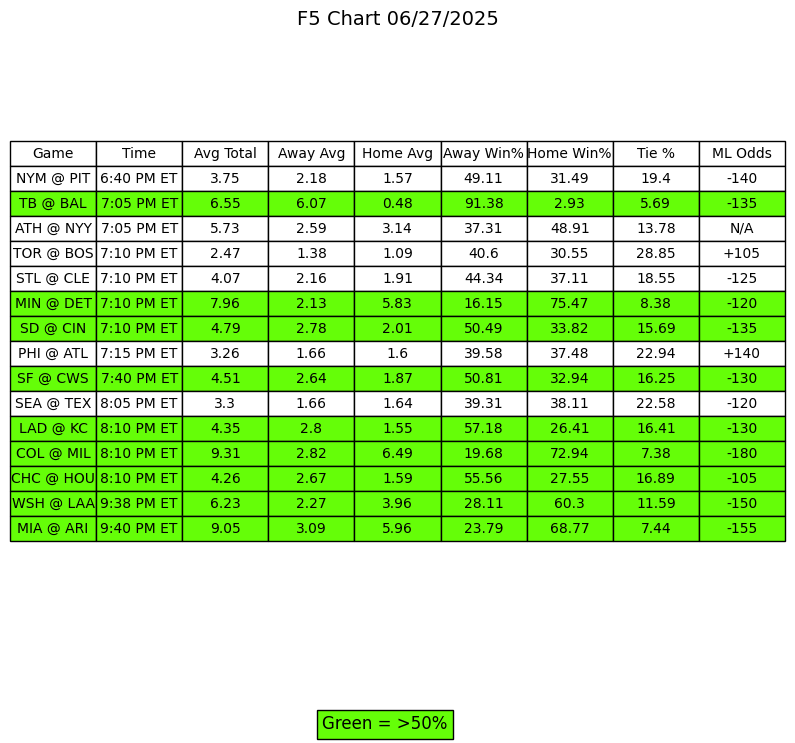 F5 Chart 06/27/2025
Game Time Avg Total Away Avg Home Avg Away Win% Home Win% Tie % ML Odds
NYM @ PIT 6:40 PM ET 3.75 2.18 1.57 49.11 31.49 19.4 -140
TB @ BAL 7:05 PM ET 6.55 6.07 0.48 91.38 2.93 5.69 -135
ATH @ NYY 7:05 PM ET 5.73 2.59 3.14 37.31 48.91 13.78 N/A
TOR @ BOS 7:10 PM ET 2.47 1.38 1.09 40.6 30.55 28.85 +105
STL @ CLE 7:10 PM ET 4.07 2.16 1.91 44.34 37.11 18.55 -125
MIN @ DET 7:10 PM ET 7.96 2.13 5.83 16.15 75.47 8.38 -120
SD @ CIN 7:10 PM ET 4.79 2.78 2.01 50.49 33.82 15.69 -135
PHI @ ATL 7:15 PM ET 3.26 1.66 1.6 39.58 37.48 22.94 +140
SF @ CWS 7:40 PM ET 4.51 2.64 1.87 50.81 32.94 16.25 -130
SEA @ TEX 8:05 PM ET 3.3 1.66 1.64 39.31 38.11 22.58 -120
LAD @ KC 8:10 PM ET 4.35 2.8 1.55 57.18 26.41 16.41 -130
COL @ MIL 8:10 PM ET 9.31 2.82 6.49 19.68 72.94 7.38 -180
CHC @ HOU 8:10 PM ET 4.26 2.67 1.59 55.56 27.55 16.89 -105
WSH @ LAA 9:38 PM ET 6.23 2.27 3.96 28.11 60.3 11.59 -150
MIA @ ARI 9:40 PM ET 9.05 3.09 5.96 23.79 68.77 7.44 -155
Green = >50%